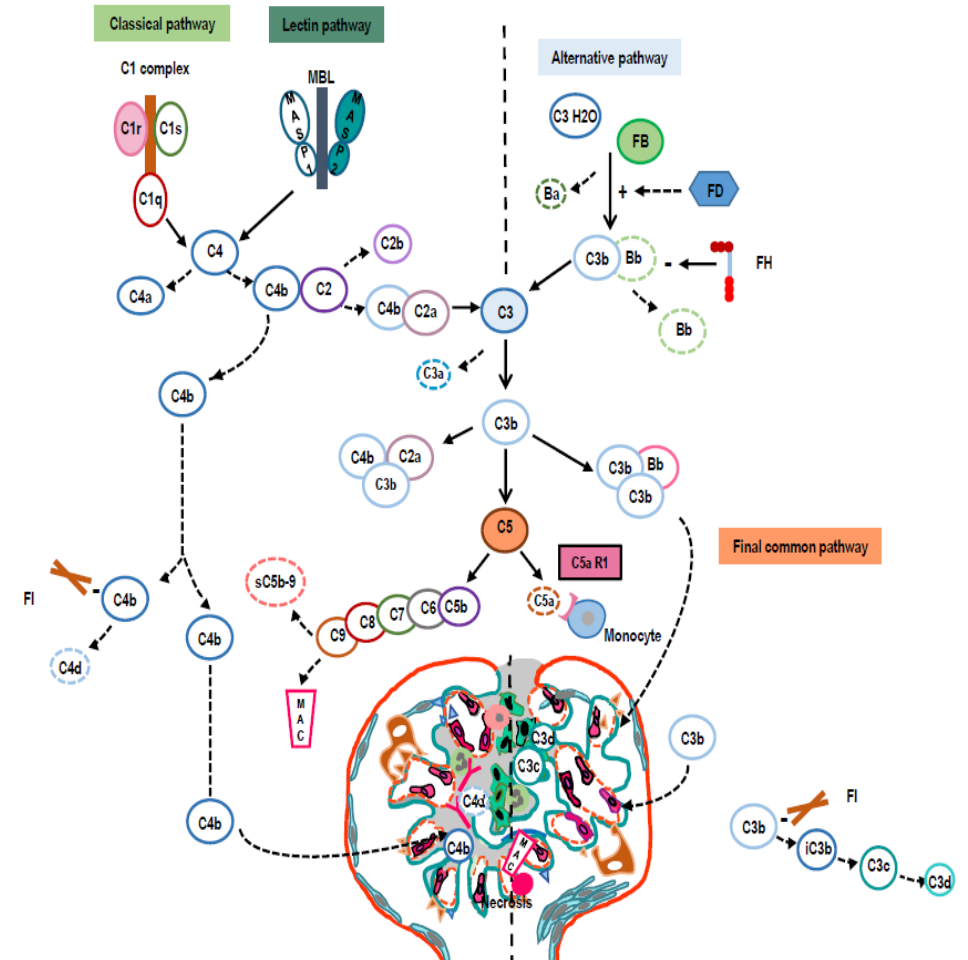 Classical pathway
Lectin pathway
Alternative pathway
C1 complex
MBL
C1r
C1s
C1q
MASP1
MASP2
C3 H2O
FB
Ba
+
FD
C3b
Bb
-
FH
Bb
C4
C4a
C4b
C2
C2b
C4b
C2a
C3
C3a
C4b
C3b
C4b
C2a
C3b
C3b
Bb
C3b
C5
Final common pathway
C5a R1
C5a
Monocyte
sC5b-9
C9
C8
C7
C6
C5b
MAC
FI
-
C4b
C4d
C4b
C4b
C3d
C3c
C4d
C4b
MAC
Necrosis
C3b
C3b
-
FI
iC3b
C3c
C3d